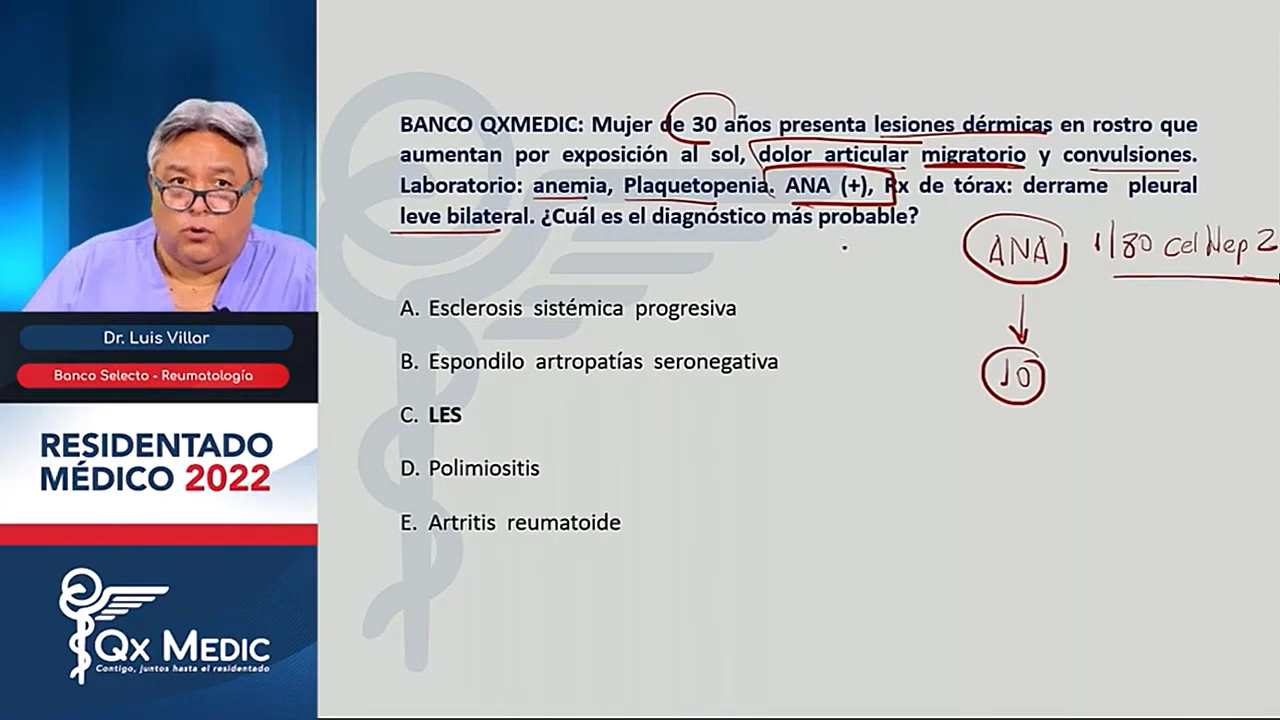 BANCO QXMEDIC: Mujer de 30 años presenta lesiones dérmicas en rostro que
aumentan por exposición al sol, dolor articular migratorio y convulsiones.
Laboratorio: anemia, Plaquetopenia. ANA (+), Rx de tórax: derrame pleural
leve bilateral. ¿Cuál es el diagnóstico más probable?
ANA 1/80 Cel Hep 2
10
A. Esclerosis sistémica progresiva
B. Espondilo artropatías seronegativa
C. LES
D. Polimiositis
E. Artritis reumatoide
Dr. Luis Villar
Banco Selecto - Reumatología
RESIDENTADO
MÉDICO 2022
Qx MEDIC
Contigo, juntos hasta el residentado